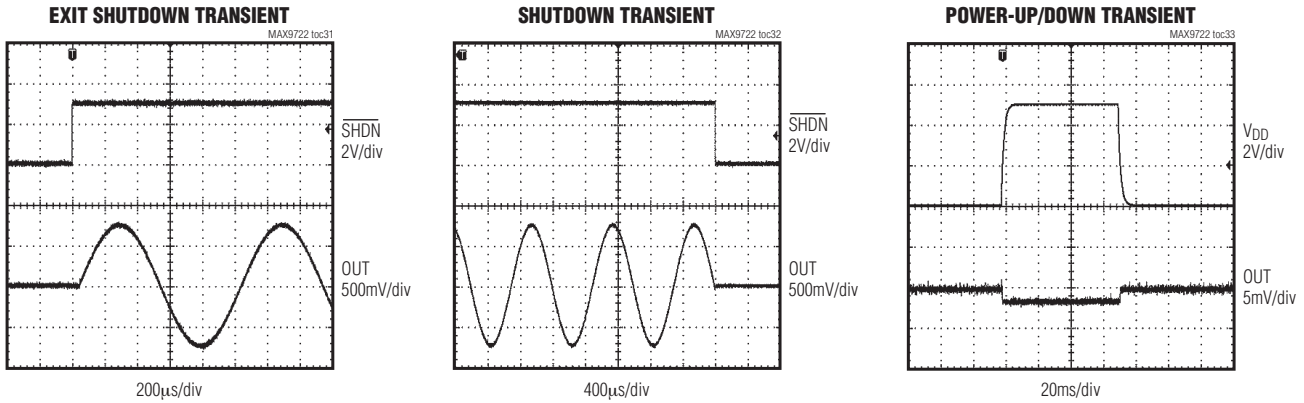 EXIT SHUTDOWN TRANSIENT
MAX9722 toc31
T
SHDN
2V/div
OUT
500mV/div
200µs/div
SHUTDOWN TRANSIENT
MAX9722 toc32
T
SHDN
2V/div
OUT
500mV/div
400µs/div
POWER-UP/DOWN TRANSIENT
MAX9722 toc33
T
VDD
2V/div
OUT
5mV/div
20ms/div